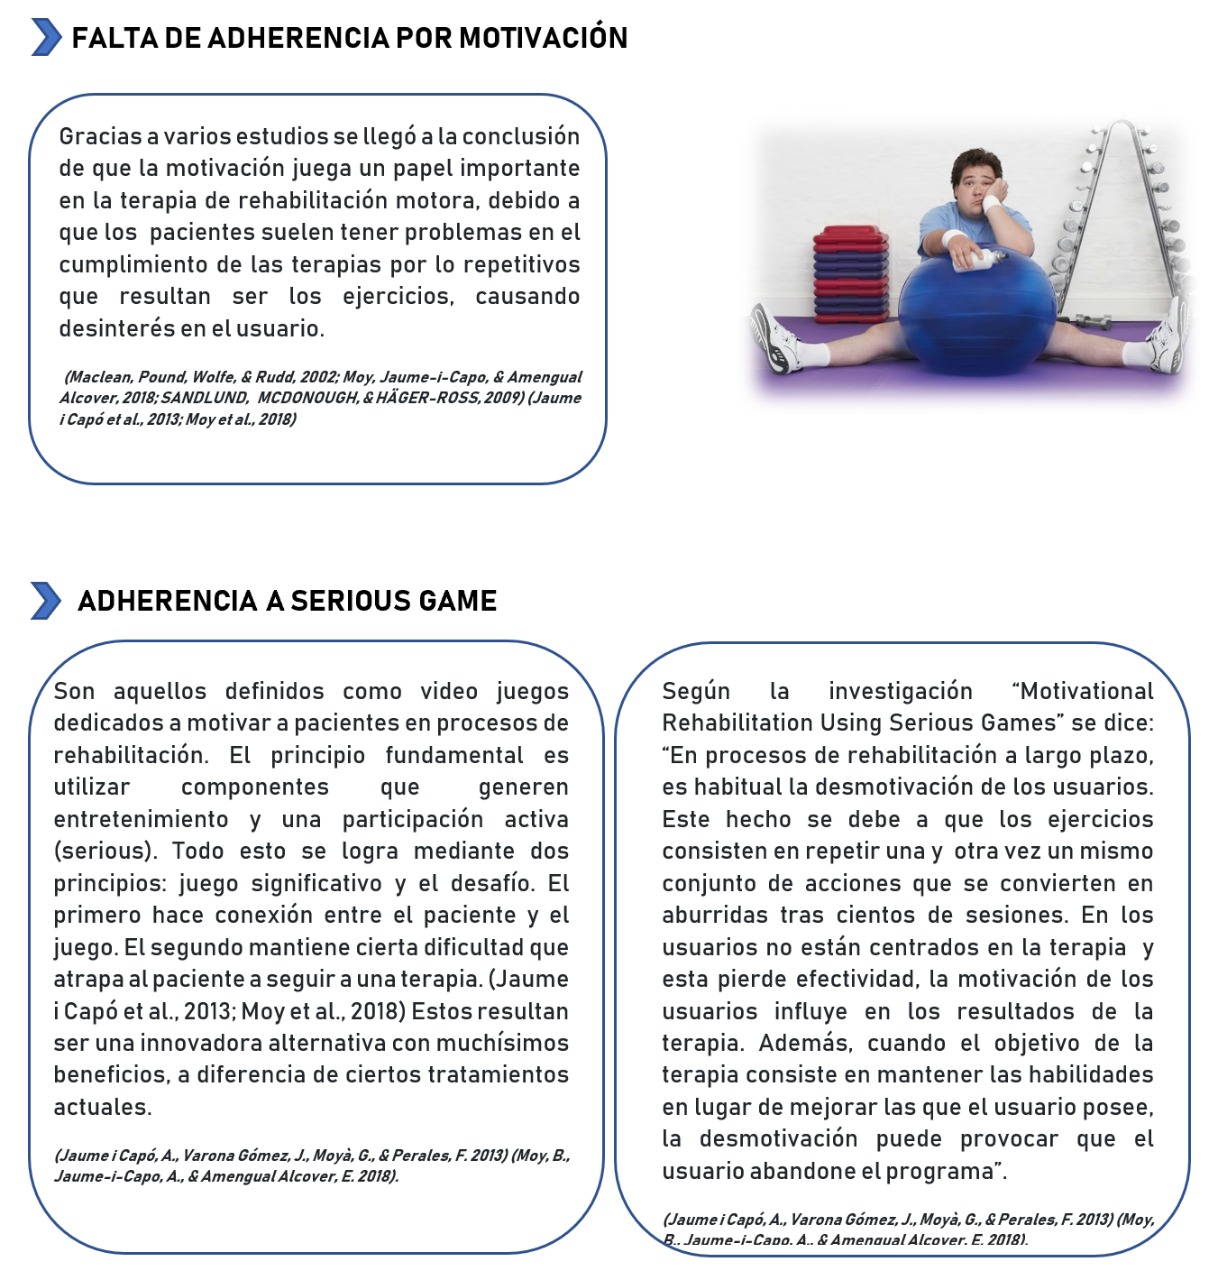 FALTA DE ADHERENCIA POR MOTIVACIÓN
Gracias a varios estudios se llegó a la conclusión
de que la motivación juega un papel importante
en la terapia de rehabilitación motora, debido a
que los pacientes suelen tener problemas en el
cumplimiento de las terapias por lo repetitivos
que resultan ser los ejercicios, causando
desinterés en el usuario.
(Maclean, Pound, Wolfe, & Rudd, 2002; Moy, Jaume-i-Capo, & Amengual
Alcover, 2018; SANDLUND, MCDONOUGH, & HÄGER-ROSS, 2009) (Jaume
i Capó et al., 2013; Moy et al., 2018)
ADHERENCIA A SERIOUS GAME
Son aquellos definidos como video juegos
dedicados a motivar a pacientes en procesos de
rehabilitación. El principio fundamental es
utilizar componentes que generen
entretenimiento y una participación activa
(serious). Todo esto se logra mediante dos
principios: juego significativo y el desafío. El
primero hace conexión entre el paciente y el
juego. El segundo mantiene cierta dificultad que
atrapa al paciente a seguir a una terapia. (Jaume
i Capó et al., 2013; Moy et al., 2018) Estos resultan
ser una innovadora alternativa con muchísimos
beneficios, a diferencia de ciertos tratamientos
actuales.
(Jaume i Capó, A., Varona Gómez, J., Moyà, G., & Perales, F. 2013) (Moy, B.,
Jaume-i-Capo, A., & Amengual Alcover, E. 2018).
Según la investigación “Motivational
Rehabilitation Using Serious Games” se dice:
“En procesos de rehabilitación a largo plazo,
es habitual la desmotivación de los usuarios.
Este hecho se debe a que los ejercicios
consisten en repetir una y otra vez un mismo
conjunto de acciones que se convierten en
aburridas tras cientos de sesiones. En los
usuarios no están centrados en la terapia y
esta pierde efectividad, la motivación de los
usuarios influye en los resultados de la
terapia. Además, cuando el objetivo de la
terapia consiste en mantener las habilidades
en lugar de mejorar las que el usuario posee,
la desmotivación puede provocar que el
usuario abandone el programa”.
(Jaume i Capó, A., Varona Gómez, J., Moyà, G., & Perales, F. 2013) (Moy,
B., Jaume-i-Capo, A., & Amengual Alcover, E. 2018).